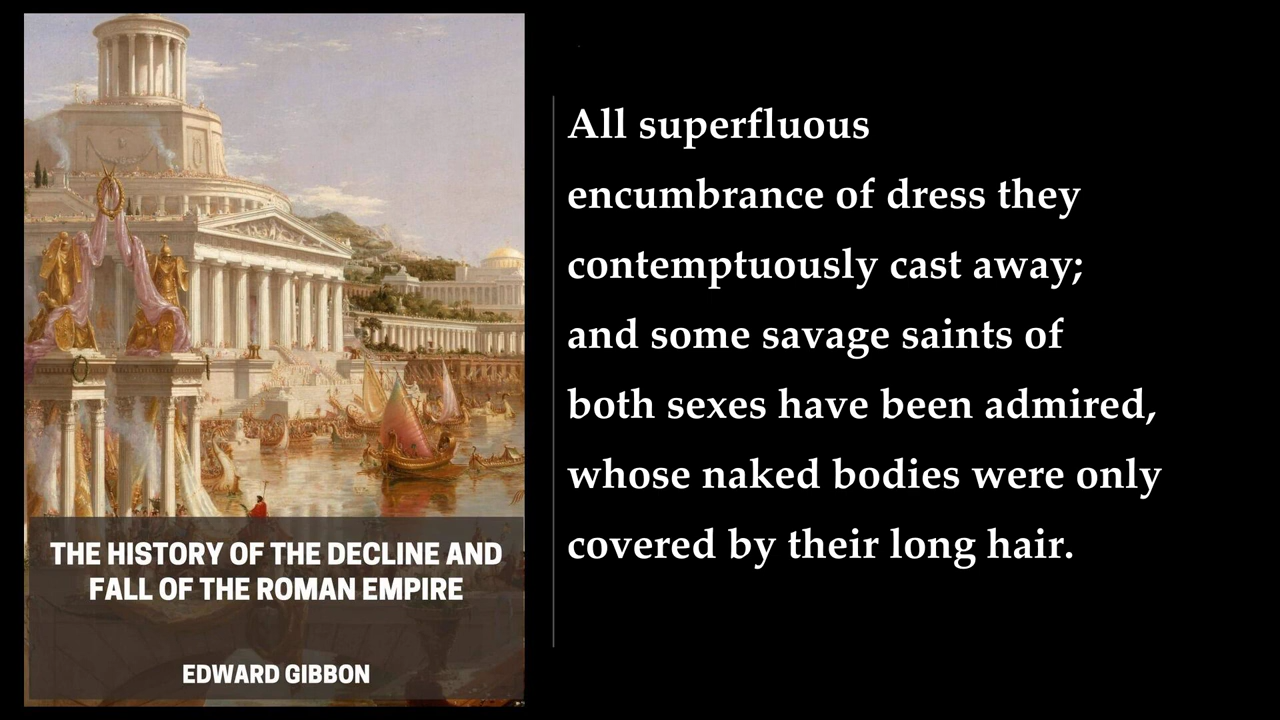 THE HISTORY OF THE DECLINE AND
FALL OF THE ROMAN EMPIRE
EDWARD GIBBON
All superfluous
encumbrance of dress they
contemptuously cast away;
and some savage saints of
both sexes have been admired,
whose naked bodies were only
covered by their long hair.